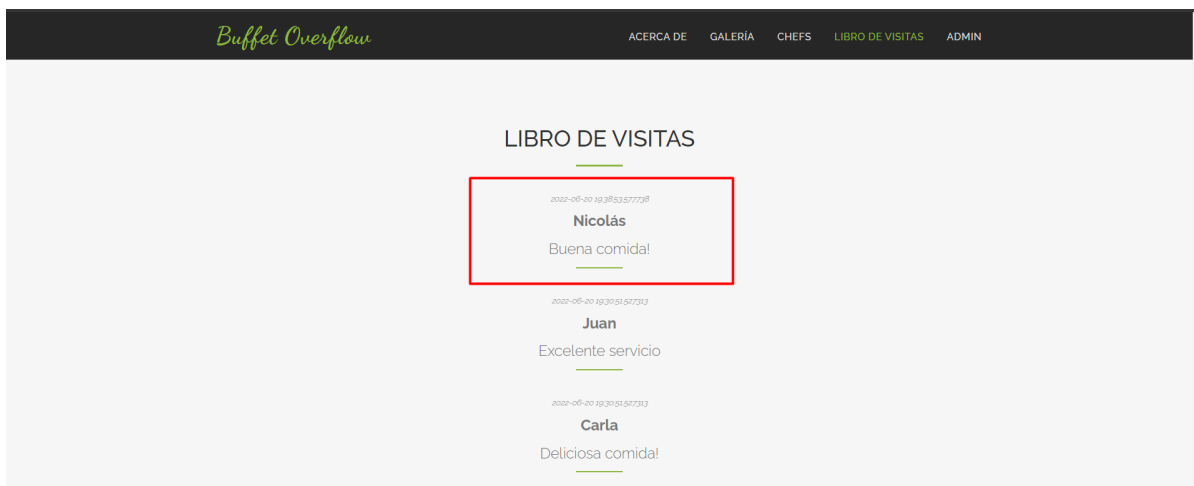 Buffet Overflow
ACERCA DE GALERÍA CHEFS LIBRO DE VISITAS ADMIN
LIBRO DE VISITAS
2022-06-20 19:38:53.577738
Nicolás
Buena comida!
2022-06-20 19:30:51.527313
Juan
Excelente servicio
2022-06-20 19:30:51.527313
Carla
Deliciosa comida!